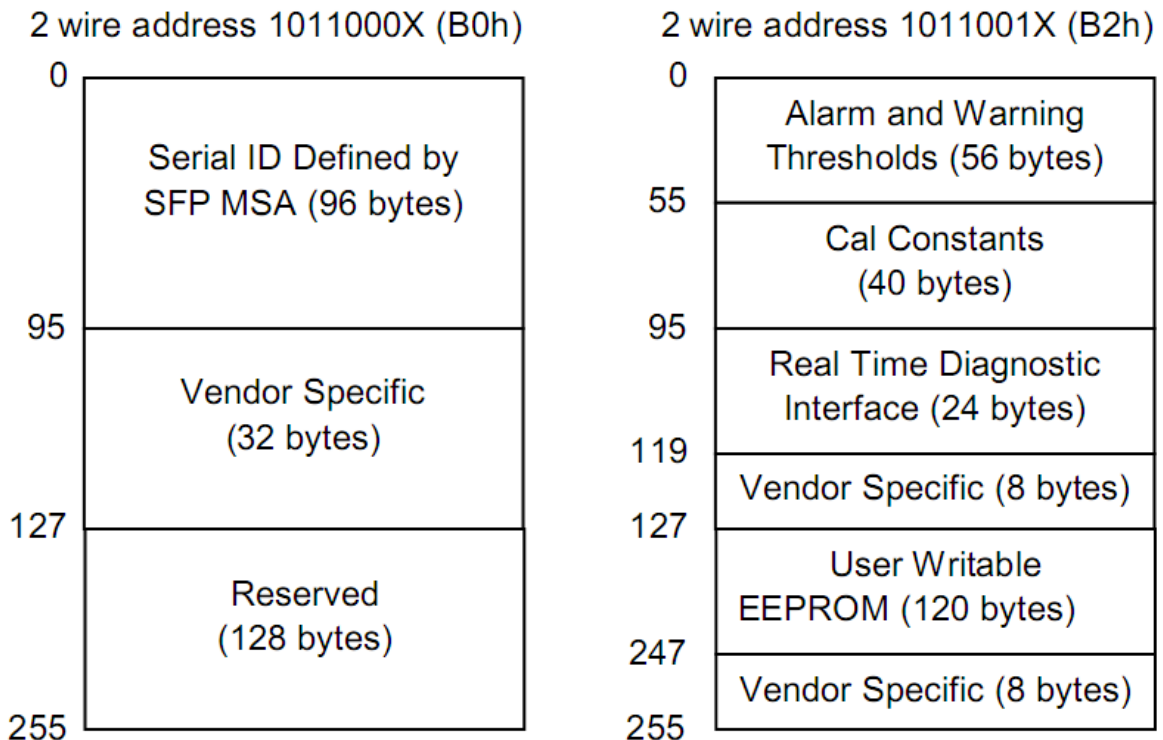 2 wire address 1011000X (B0h)
0
Serial ID Defined by
SFP MSA (96 bytes)
95
Vendor Specific
(32 bytes)
127
Reserved
(128 bytes)
255
2 wire address 1011001X (B2h)
0
Alarm and Warning
Thresholds (56 bytes)
55
Cal Constants
(40 bytes)
95
Real Time Diagnostic
Interface (24 bytes)
119
Vendor Specific (8 bytes)
127
User Writable
EEPROM (120 bytes)
247
Vendor Specific (8 bytes)
255